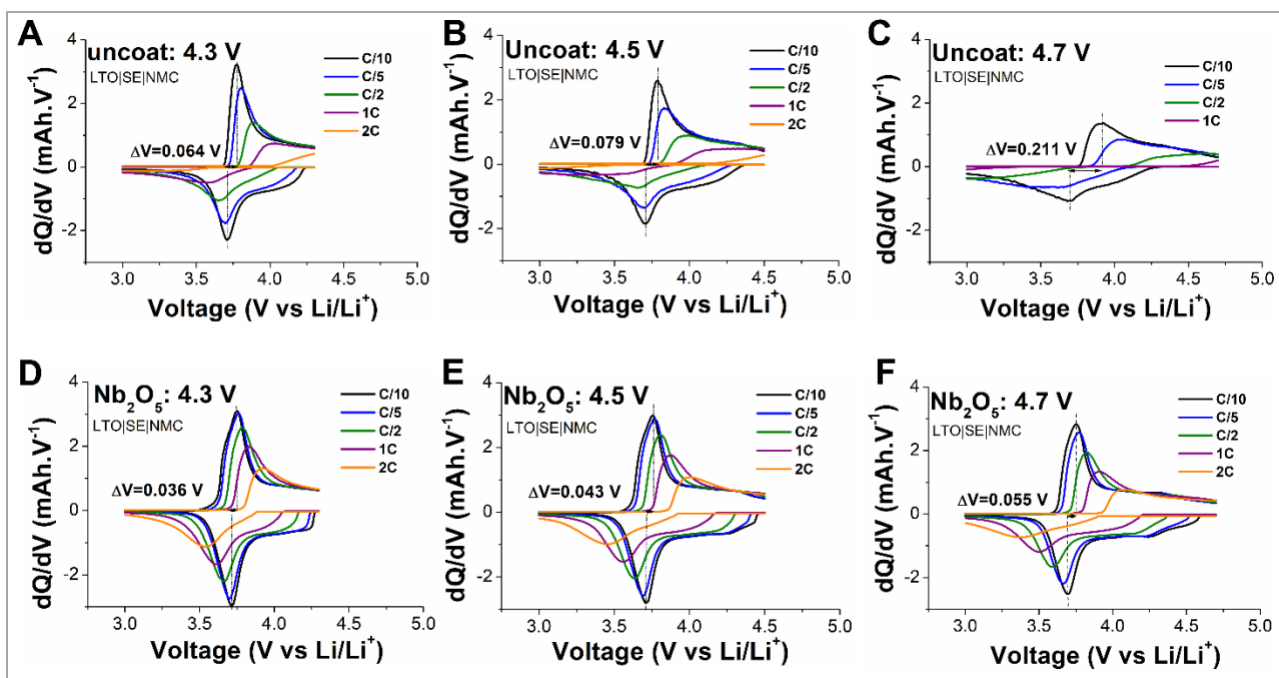 A
uncoat: 4.3 V
LTO|SE|NMC
C/10
C/5
C/2
1C
2C
ΔV=0.064 V
4
2
0
-2
dQ/dV (mAh.V⁻¹)
3.0 3.5 4.0 4.5 5.0
Voltage (V vs Li/Li⁺)
B
Uncoat: 4.5 V
LTO|SE|NMC
C/10
C/5
C/2
1C
2C
ΔV=0.079 V
4
2
0
-2
dQ/dV (mAh.V⁻¹)
3.0 3.5 4.0 4.5 5.0
Voltage (V vs Li/Li⁺)
C
Uncoat: 4.7 V
LTO|SE|NMC
C/10
C/5
C/2
1C
ΔV=0.211 V
4
2
0
-2
dQ/dV (mAh.V⁻¹)
3.0 3.5 4.0 4.5 5.0
Voltage (V vs Li/Li⁺)
D
Nb₂O₅: 4.3 V
LTO|SE|NMC
C/10
C/5
C/2
1C
2C
ΔV=0.036 V
4
2
0
-2
dQ/dV (mAh.V⁻¹)
3.0 3.5 4.0 4.5 5.0
Voltage (V vs Li/Li⁺)
E
Nb₂O₅: 4.5 V
LTO|SE|NMC
C/10
C/5
C/2
1C
2C
ΔV=0.043 V
4
2
0
-2
dQ/dV (mAh.V⁻¹)
3.0 3.5 4.0 4.5 5.0
Voltage (V vs Li/Li⁺)
F
Nb₂O₅: 4.7 V
LTO|SE|NMC
C/10
C/5
C/2
1C
2C
ΔV=0.055 V
4
2
0
-2
dQ/dV (mAh.V⁻¹)
3.0 3.5 4.0 4.5 5.0
Voltage (V vs Li/Li⁺)